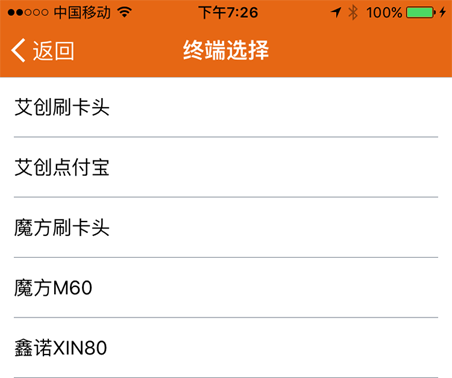 中国移动 下午7:26 100%
返回 终端选择
艾创刷卡头
艾创点付宝
魔方刷卡头
魔方M60
鑫诺XIN80